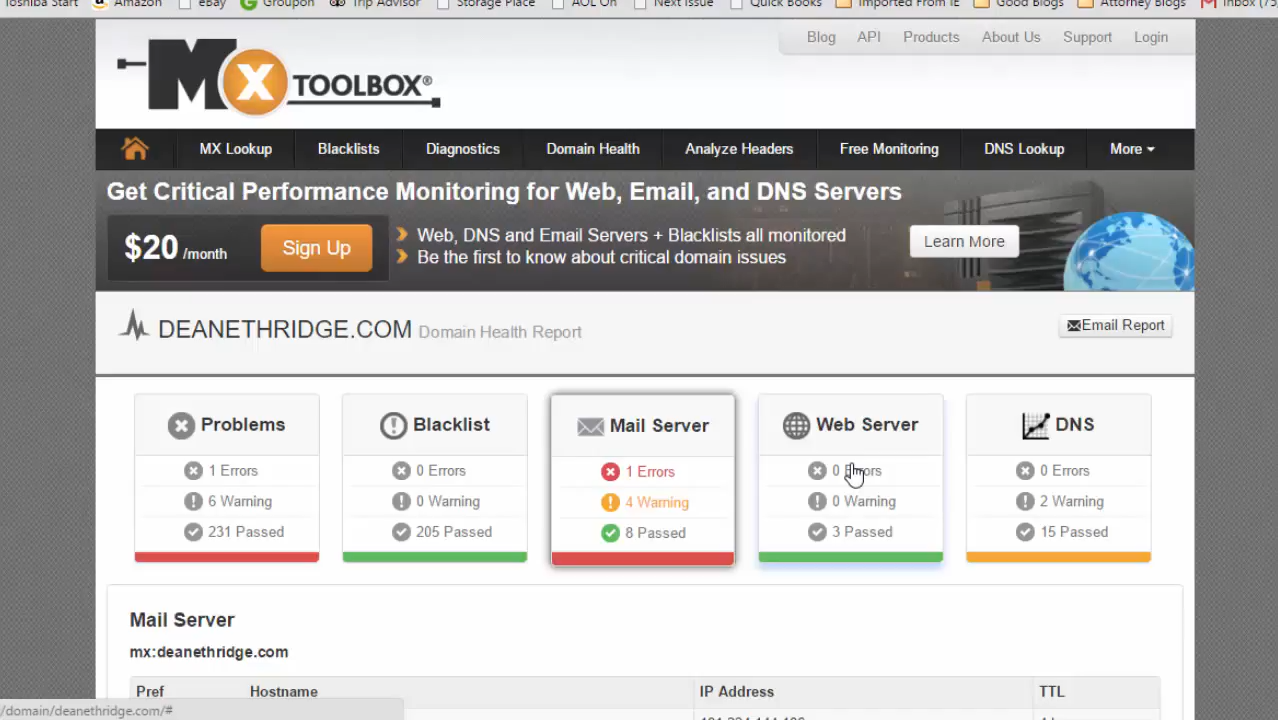 Toshiba Start Amazon eBay Groupon Trip Advisor Storage Place AOL On Next Issue Quick Books Imported From IE Good Blogs Attorney Blogs Inbox (75
Blog API Products About Us Support Login
Mx TOOLBOX®
MX Lookup Blacklists Diagnostics Domain Health Analyze Headers Free Monitoring DNS Lookup More
Get Critical Performance Monitoring for Web, Email, and DNS Servers
$20 /month Sign Up
Web, DNS and Email Servers + Blacklists all monitored
Be the first to know about critical domain issues
Learn More
DEANETHRIDGE.COM Domain Health Report
Email Report
Problems
1 Errors
6 Warning
231 Passed
Blacklist
0 Errors
0 Warning
205 Passed
Mail Server
1 Errors
4 Warning
8 Passed
Web Server
0 Errors
0 Warning
3 Passed
DNS
0 Errors
2 Warning
15 Passed
Mail Server
mx:deanethridge.com
Pref Hostname IP Address TTL
/domain/deanethridge.com/#